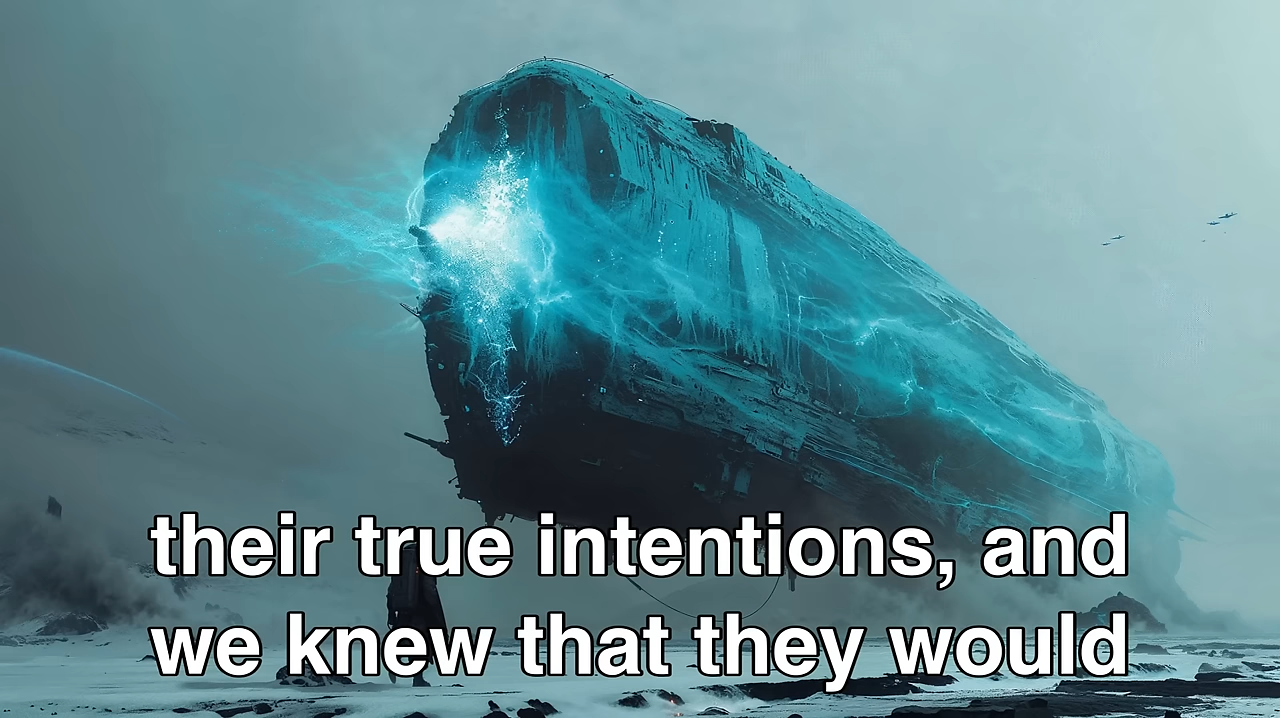 their true intentions, and
we knew that they would